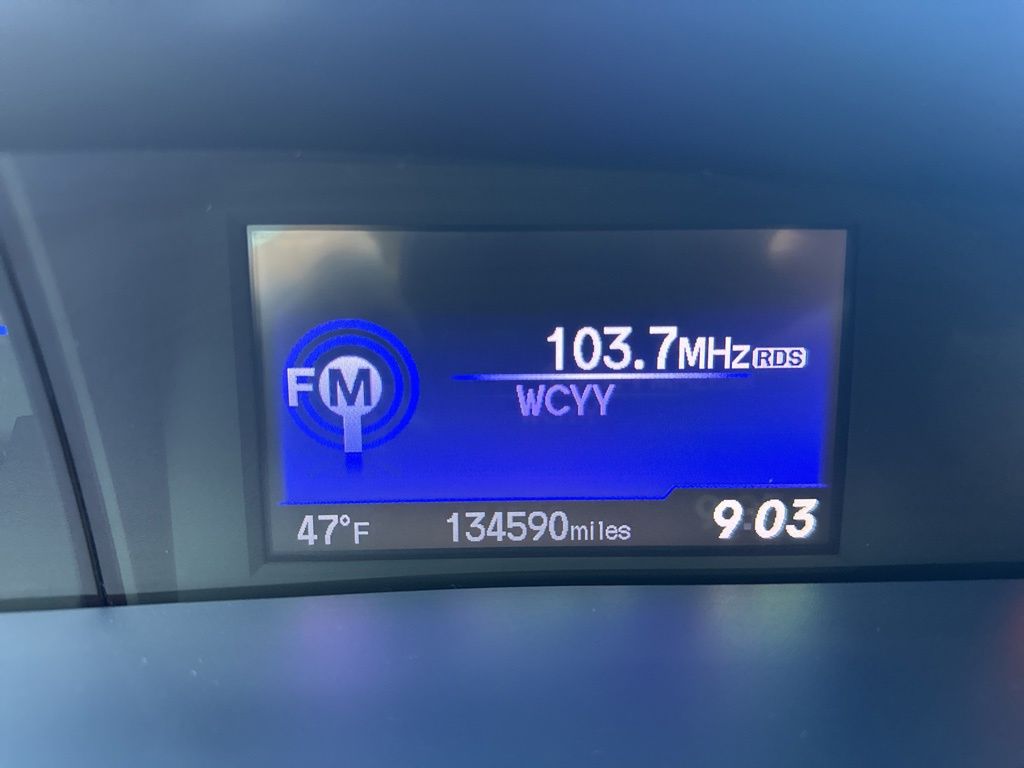 103.7MHz RDS
FM
WCYY
47°F 134590miles 9:03